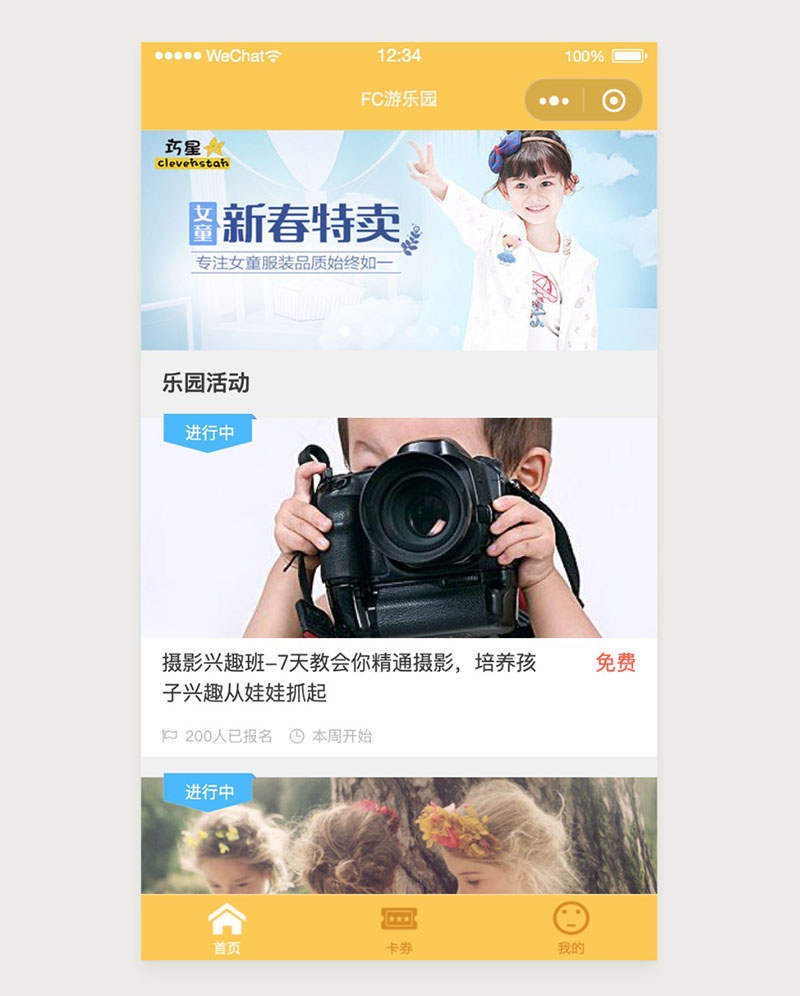 WeChat 12:34 100%
FC游乐园
巧星
cleverstar
女童 新春特卖
专注女童服装品质始终如一
乐园活动
进行中
摄影兴趣班-7天教会你精通摄影，培养孩 免费
子兴趣从娃娃抓起
200人已报名 本周开始
进行中
首页 卡券 我的